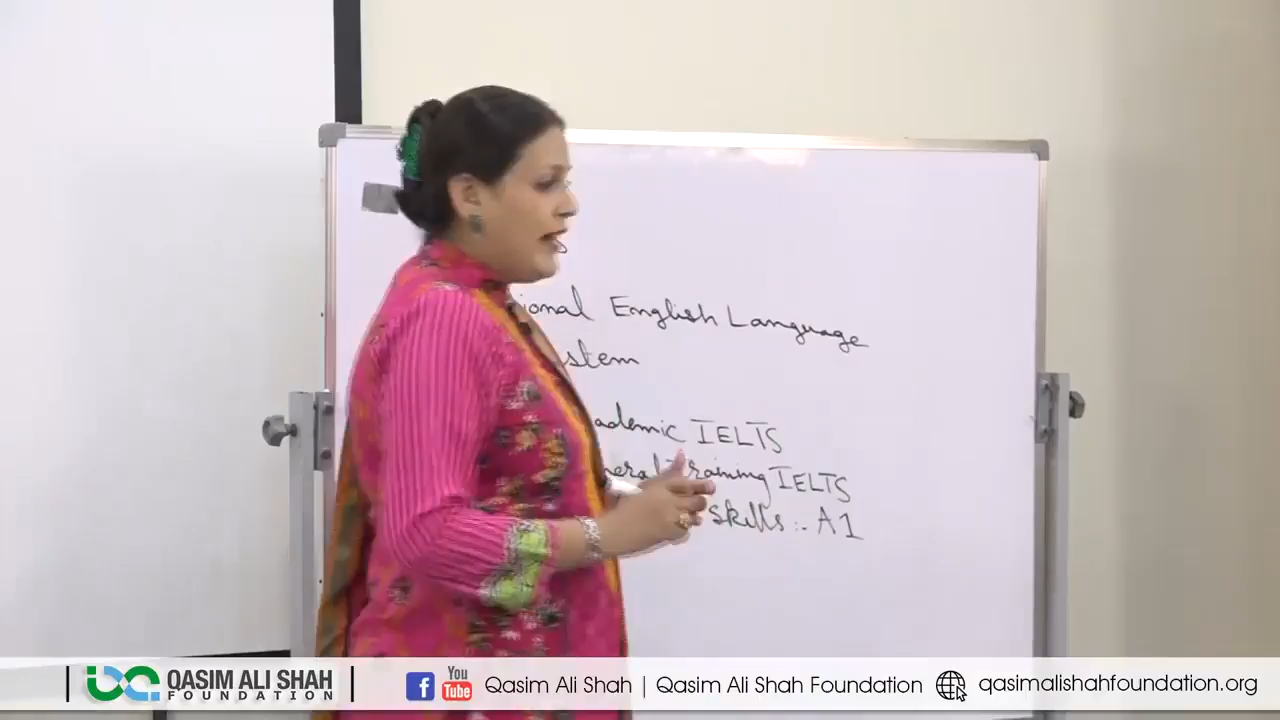 ional English Language
stem
ademic IELTS
neral Training IELTS
Skills :- A1
QASIM ALI SHAH
FOUNDATION
You
Tube
Qasim Ali Shah | Qasim Ali Shah Foundation
qasimalishahfoundation.org